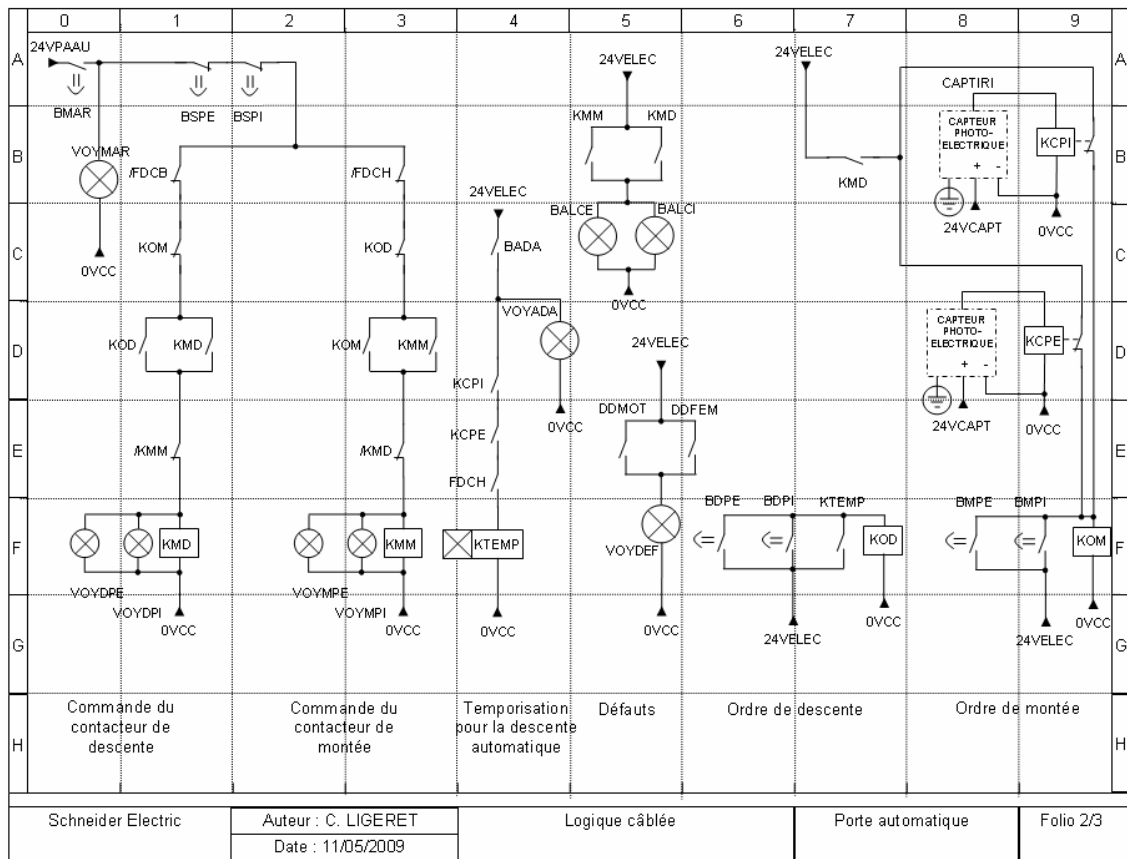 0 1 2 3 4 5 6 7 8 9
A 24VPAAU 24VELEC 24VELEC A
CAPTIRI
BMAR BSPE BSPI
KMM KMD
B VOYMAR /FDCB /FDCH CAPTEUR PHOTO-ELECTRIQUE + - KCPI B
KMD
24VELEC
BALCE BALCI
24VCAPT 0VCC
C KOM KOD BADA C
0VCC
0VCC
VOYADA
D KOD KMD KOM KMM 24VELEC CAPTEUR PHOTO-ELECTRIQUE + - KCPE D
KCPI
DDMOT DDFEM
0VCC 24VCAPT 0VCC
E /KMM /KMD KCPE E
FDCH
BDPE BDPI KTEMP BMPE BMPI
F KMD KMM KTEMP VOYDEF KOD KOM F
VOYDPE VOYMPE
VOYDPI VOYMPI
0VCC 0VCC 0VCC 0VCC 24VELEC 0VCC 24VELEC 0VCC
G G
H Commande du Commande du Temporisation Défauts Ordre de descente Ordre de montée H
contacteur de contacteur de pour la descente
descente montée automatique
Schneider Electric Auteur : C. LIGERET Logique câblée Porte automatique Folio 2/3
Date : 11/05/2009